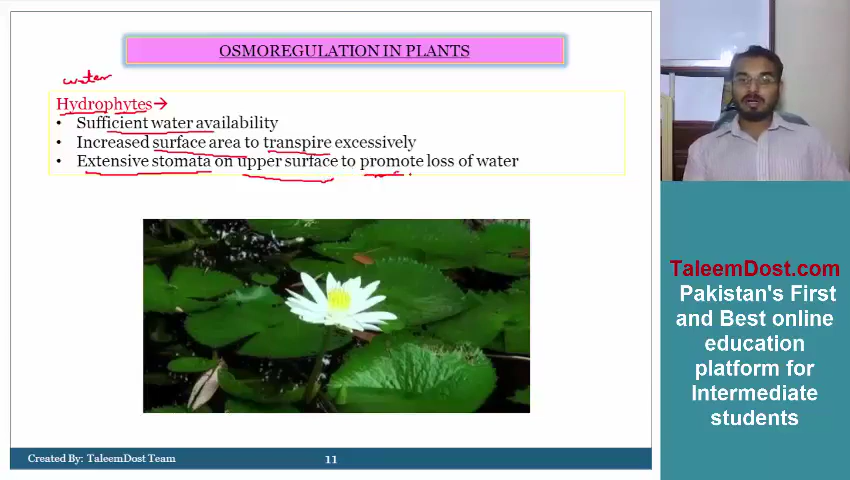 OSMOREGULATION IN PLANTS
water
Hydrophytes→
• Sufficient water availability
• Increased surface area to transpire excessively
• Extensive stomata on upper surface to promote loss of water
TaleemDost.com
Pakistan's First
and Best online
education
platform for
Intermediate
students
Created By: TaleemDost Team
11